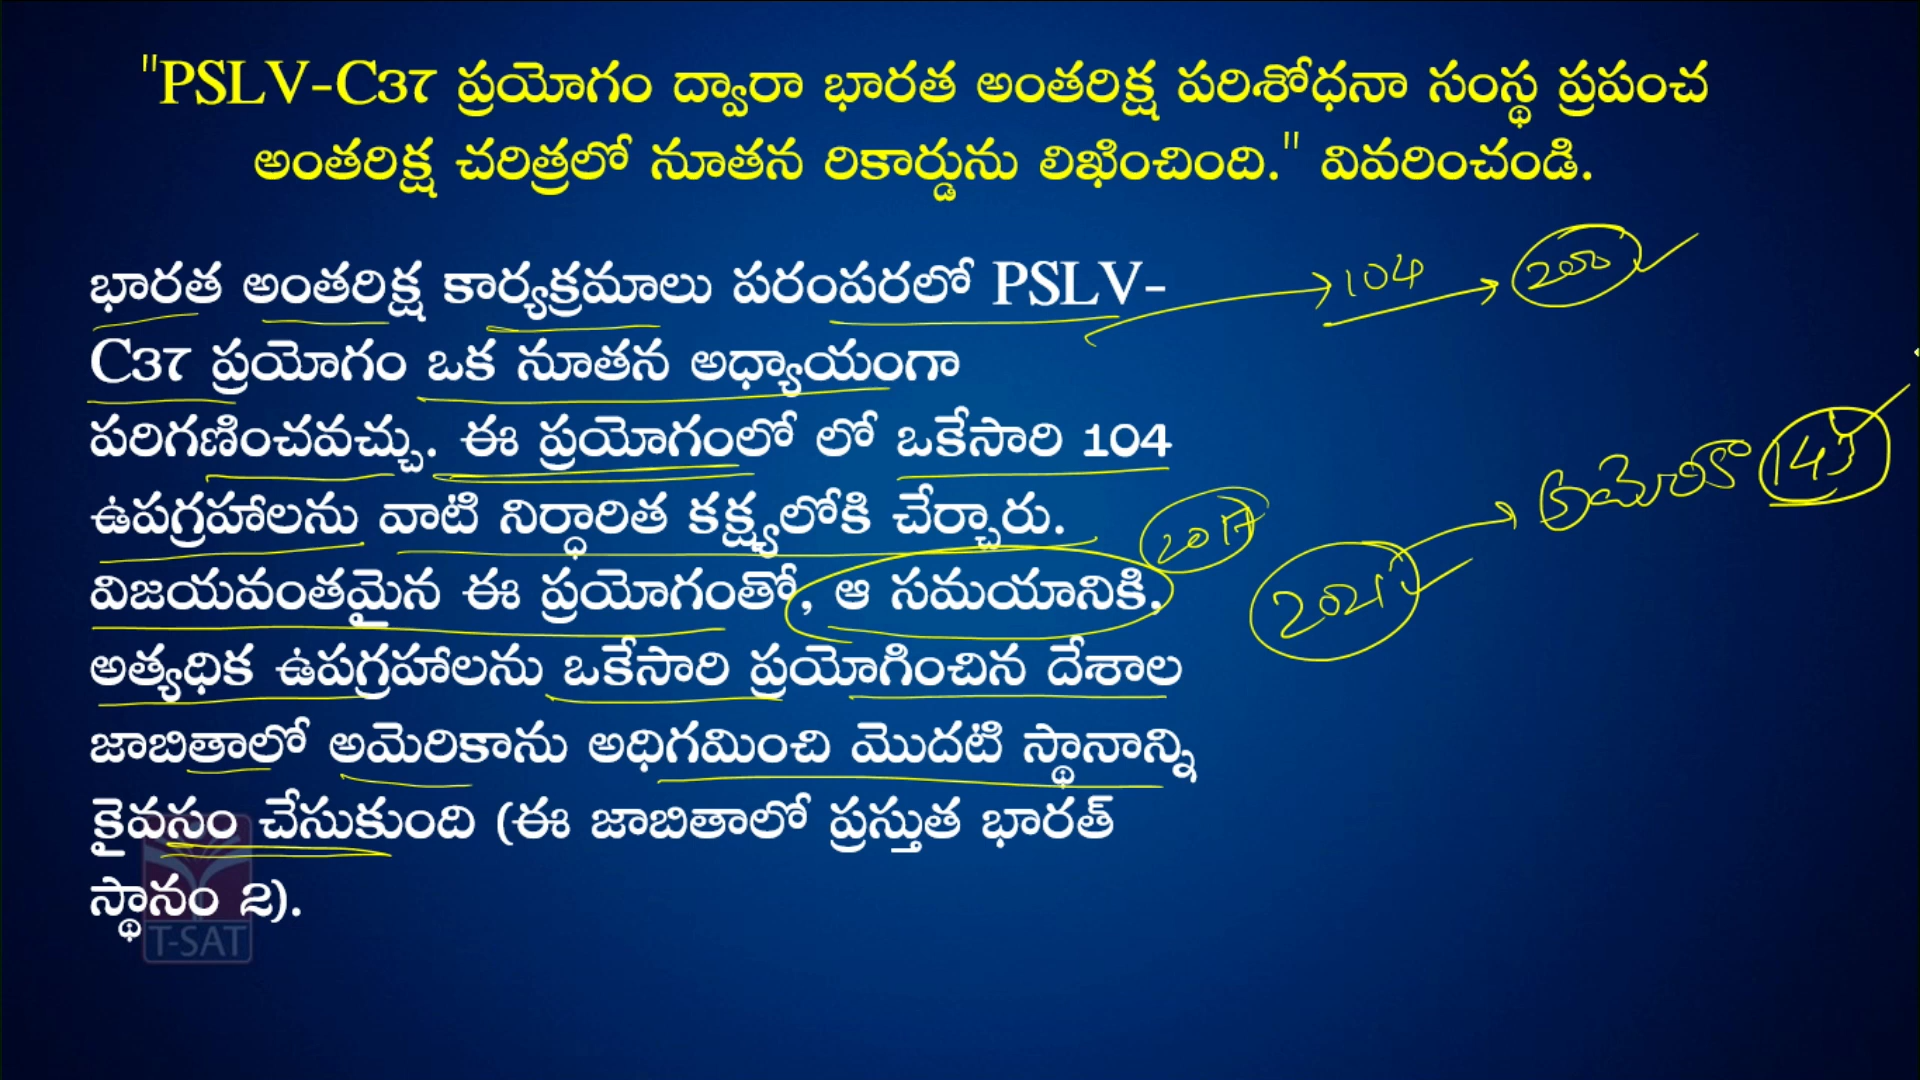 "PSLV-C37 ప్రయోగం ద్వారా భారత అంతరిక్ష పరిశోధనా సంస్థ ప్రపంచ
అంతరిక్ష చరిత్రలో నూతన రికార్డును లిఖించింది." వివరించండి.
భారత అంతరిక్ష కార్యక్రమాలు పరంపరలో PSLV-
C37 ప్రయోగం ఒక నూతన అధ్యాయంగా
పరిగణించవచ్చు. ఈ ప్రయోగంలో లో ఒకేసారి 104
ఉపగ్రహాలను వాటి నిర్ధారిత కక్ష్యలోకి చేర్చారు.
విజయవంతమైన ఈ ప్రయోగంతో, ఆ సమయానికి,
అత్యధిక ఉపగ్రహాలను ఒకేసారి ప్రయోగించిన దేశాల
జాబితాలో అమెరికాను అధిగమించి మొదటి స్థానాన్ని
కైవసం చేసుకుంది (ఈ జాబితాలో ప్రస్తుత భారత్
స్థానం 2).
104
200
2017
2021
అమెరికా 143
T-SAT